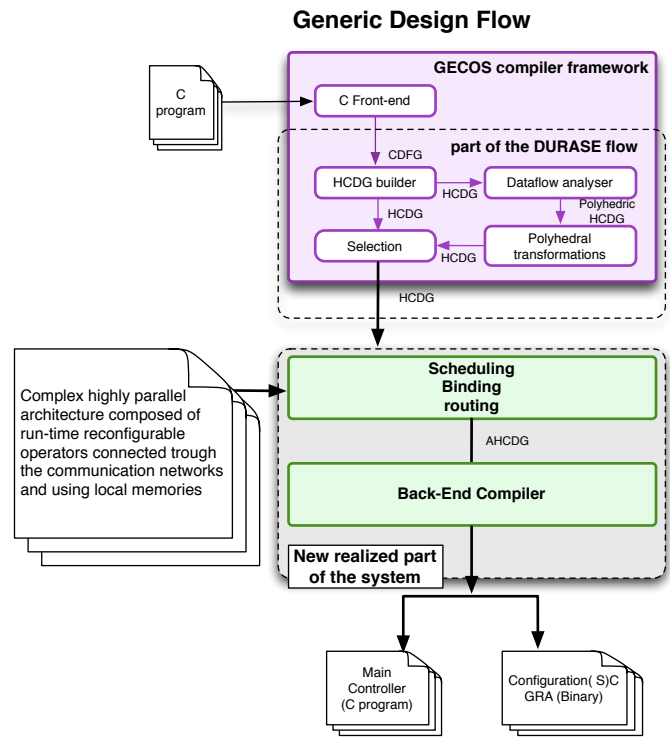 Generic Design Flow
GECOS compiler framework
C
program
C Front-end
CDFG
part of the DURASE flow
HCDG builder
HCDG
Dataflow analyser
HCDG
Polyhedric
HCDG
Selection
HCDG
Polyhedral
transformations
HCDG
Complex highly parallel
architecture composed of
run-time reconfigurable
operators connected trough
the communication networks
and using local memories
Scheduling
Binding
routing
AHCDG
Back-End Compiler
New realized part
of the system
Main
Controller
(C program)
Configuration( S)C
GRA (Binary)